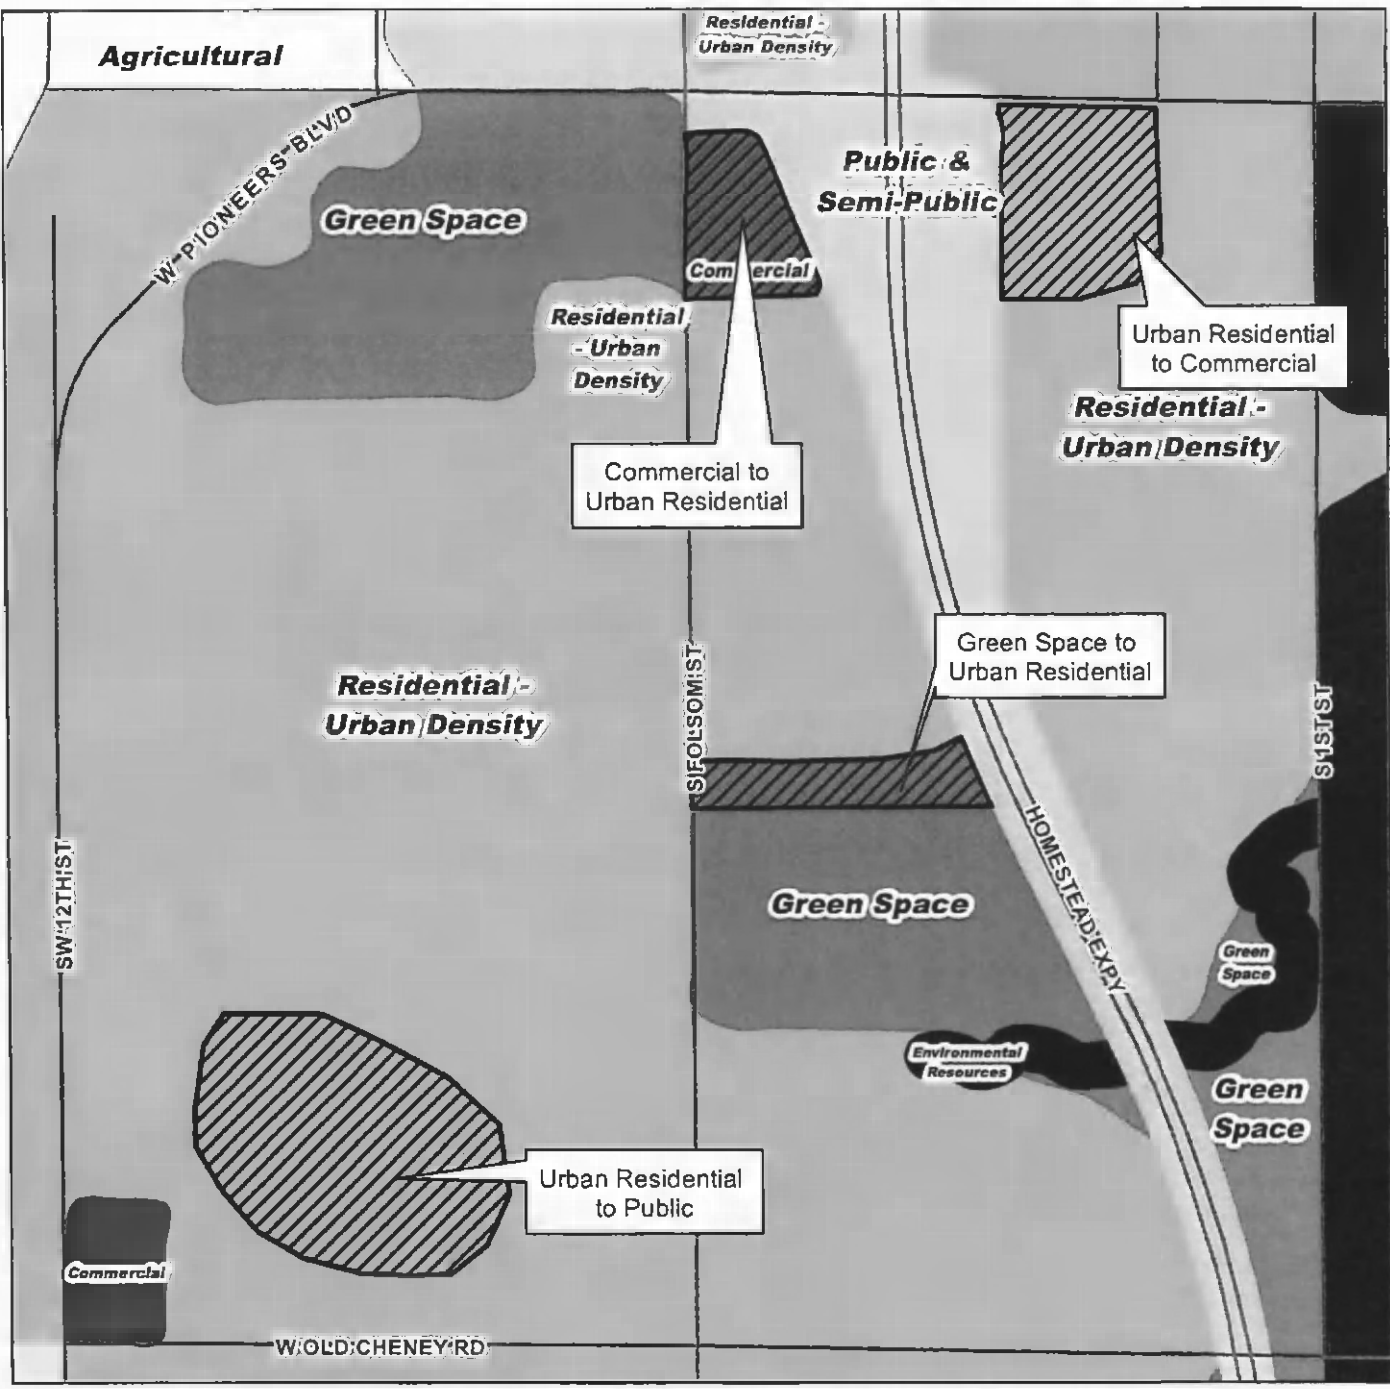 Residential -
Urban Density
Agricultural
W PIONEERS BLVD
Public &
Semi-Public
Green Space
Commercial
Residential
- Urban
Density
Urban Residential
to Commercial
Residential -
Urban Density
Commercial to
Urban Residential
Green Space to
Urban Residential
Residential -
Urban Density
S FOLSOM ST
S 1ST ST
HOMESTEAD EXPY
SW 12TH ST
Green Space
Green
Space
Environmental
Resources
Green
Space
Urban Residential
to Public
Commercial
W OLD CHENEY RD